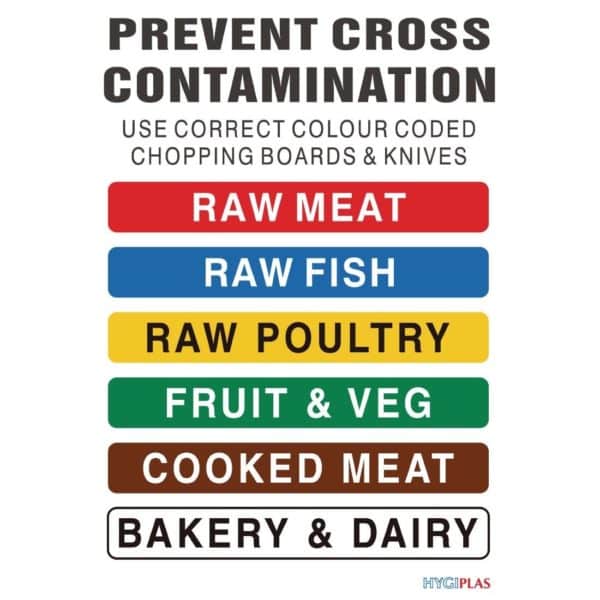 PREVENT CROSS
CONTAMINATION
USE CORRECT COLOUR CODED
CHOPPING BOARDS & KNIVES
RAW MEAT
RAW FISH
RAW POULTRY
FRUIT & VEG
COOKED MEAT
BAKERY & DAIRY
HYGIPLAS